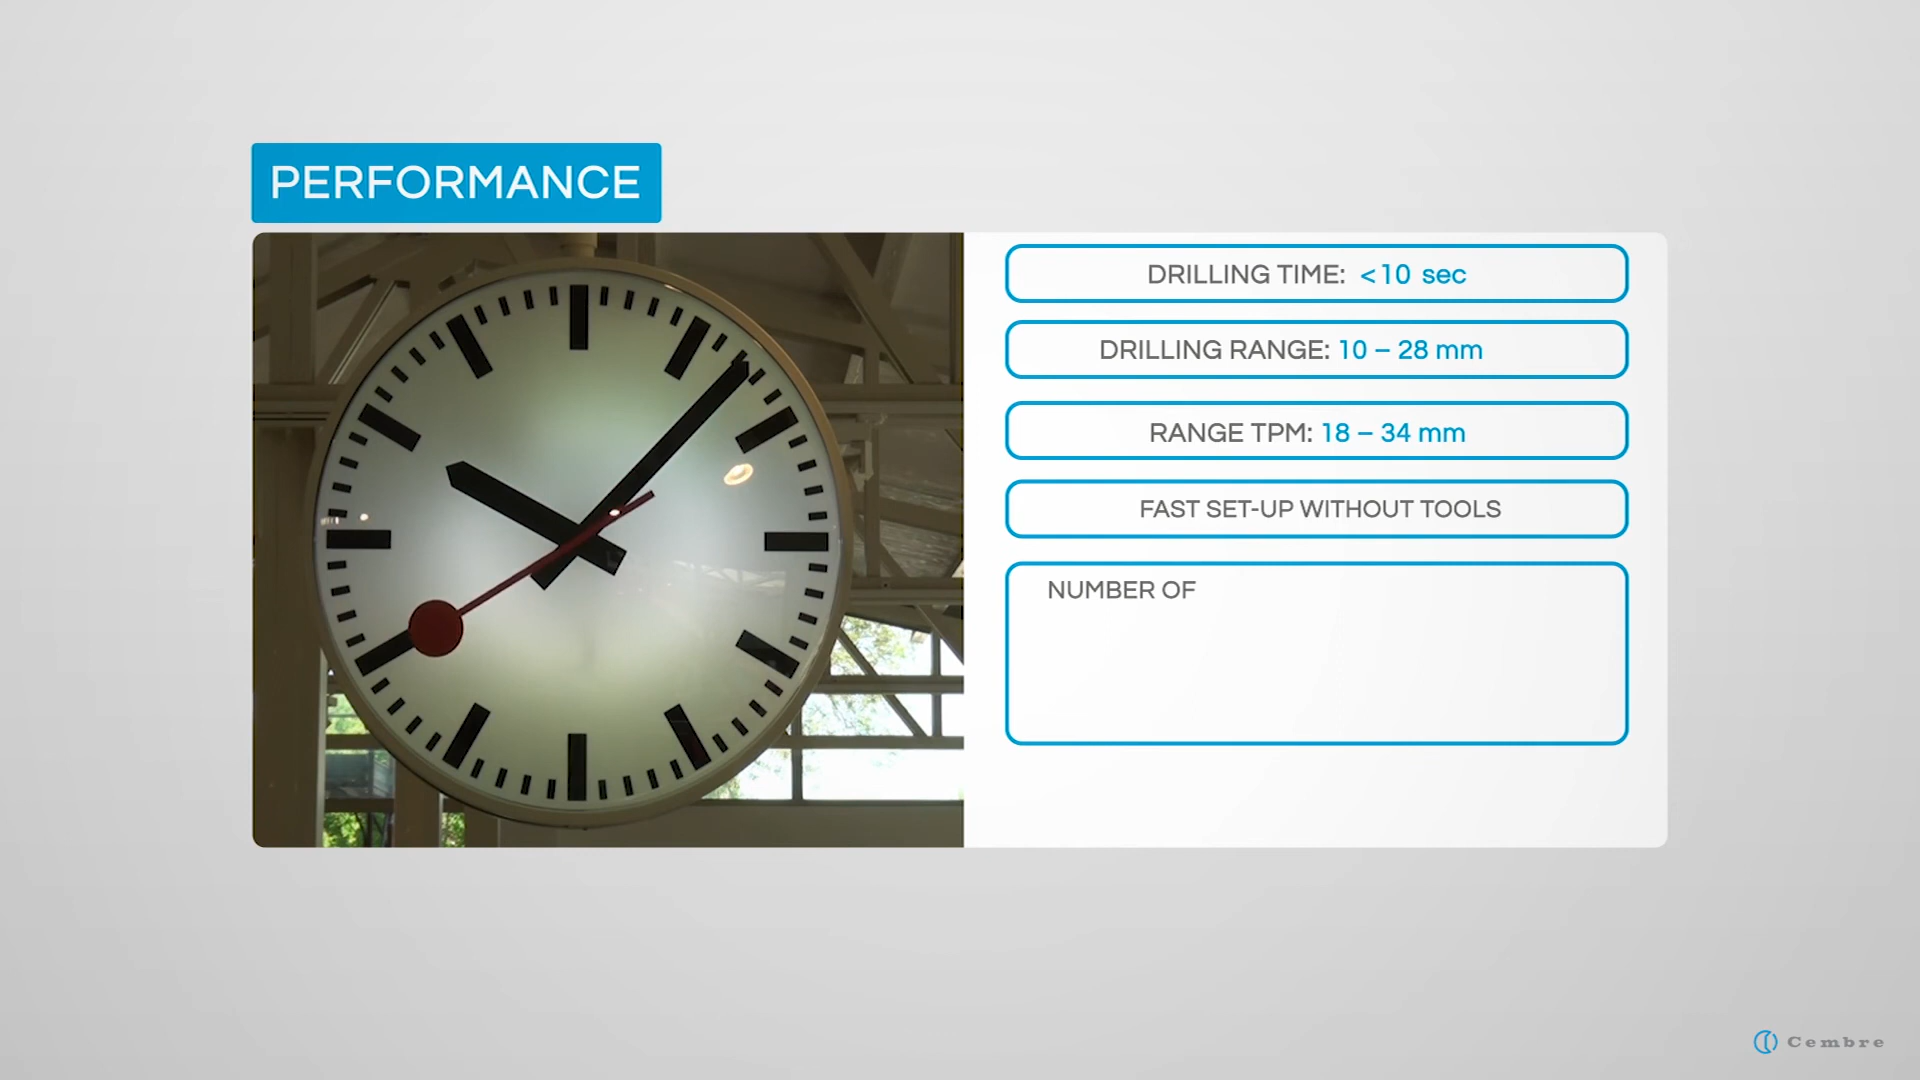 PERFORMANCE
DRILLING TIME: <10 sec
DRILLING RANGE: 10 – 28 mm
RANGE TPM: 18 – 34 mm
FAST SET-UP WITHOUT TOOLS
NUMBER OF
Cembre